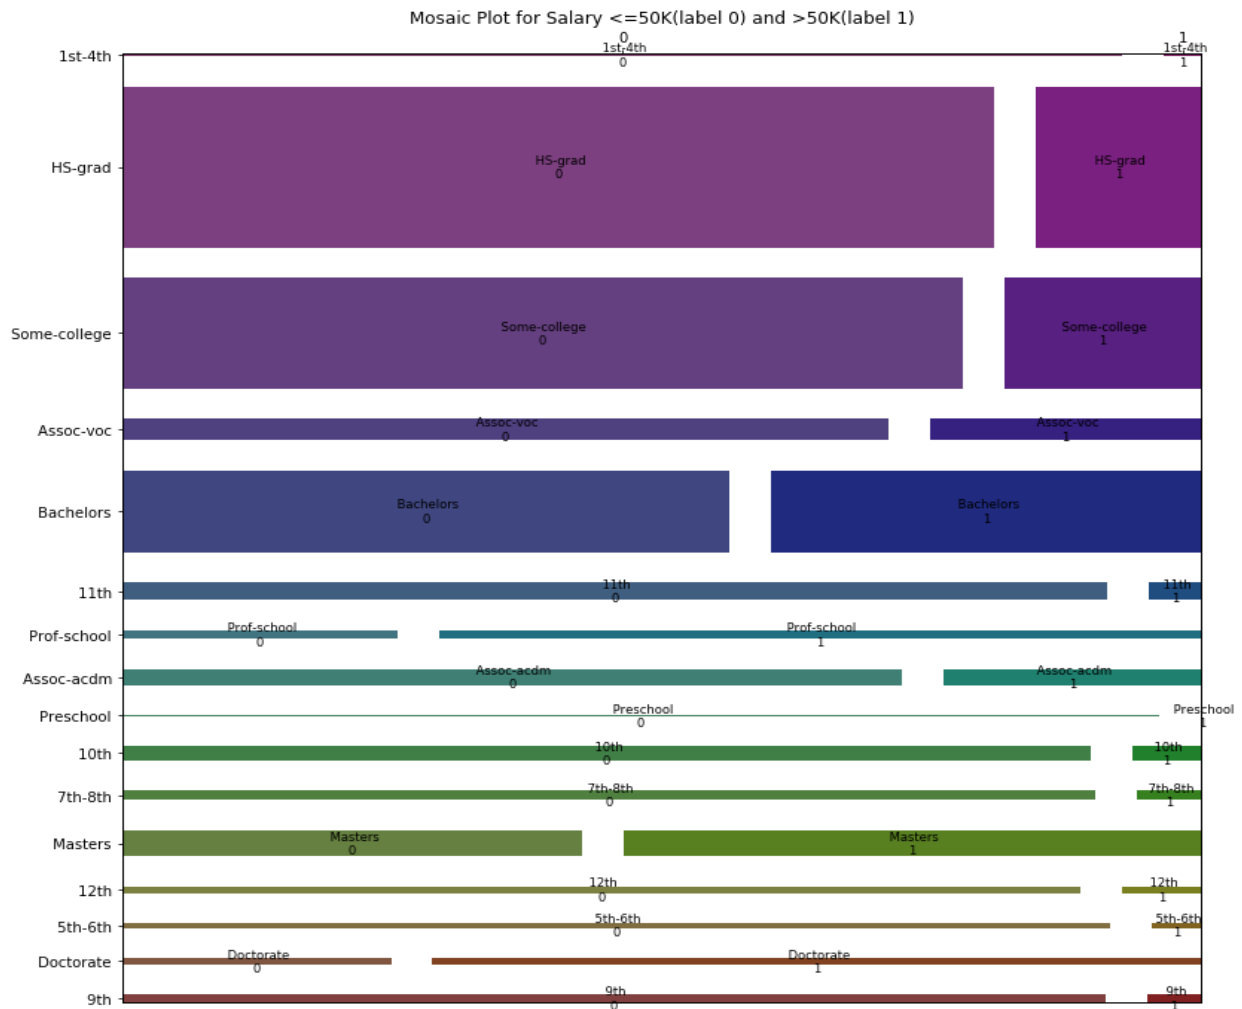 Mosaic Plot for Salary <=50K(label 0) and >50K(label 1)
0 1
1st-4th 1st-4th 1st-4th
0 1
HS-grad HS-grad HS-grad
0 1
Some-college Some-college Some-college
0 1
Assoc-voc Assoc-voc Assoc-voc
0 1
Bachelors Bachelors Bachelors
0 1
11th 11th 11th
0 1
Prof-school Prof-school Prof-school
0 1
Assoc-acdm Assoc-acdm Assoc-acdm
0 1
Preschool Preschool Preschool
0 1
10th 10th 10th
0 1
7th-8th 7th-8th 7th-8th
0 1
Masters Masters Masters
0 1
12th 12th 12th
0 1
5th-6th 5th-6th 5th-6th
0 1
Doctorate Doctorate Doctorate
0 1
9th 9th 9th
0 1